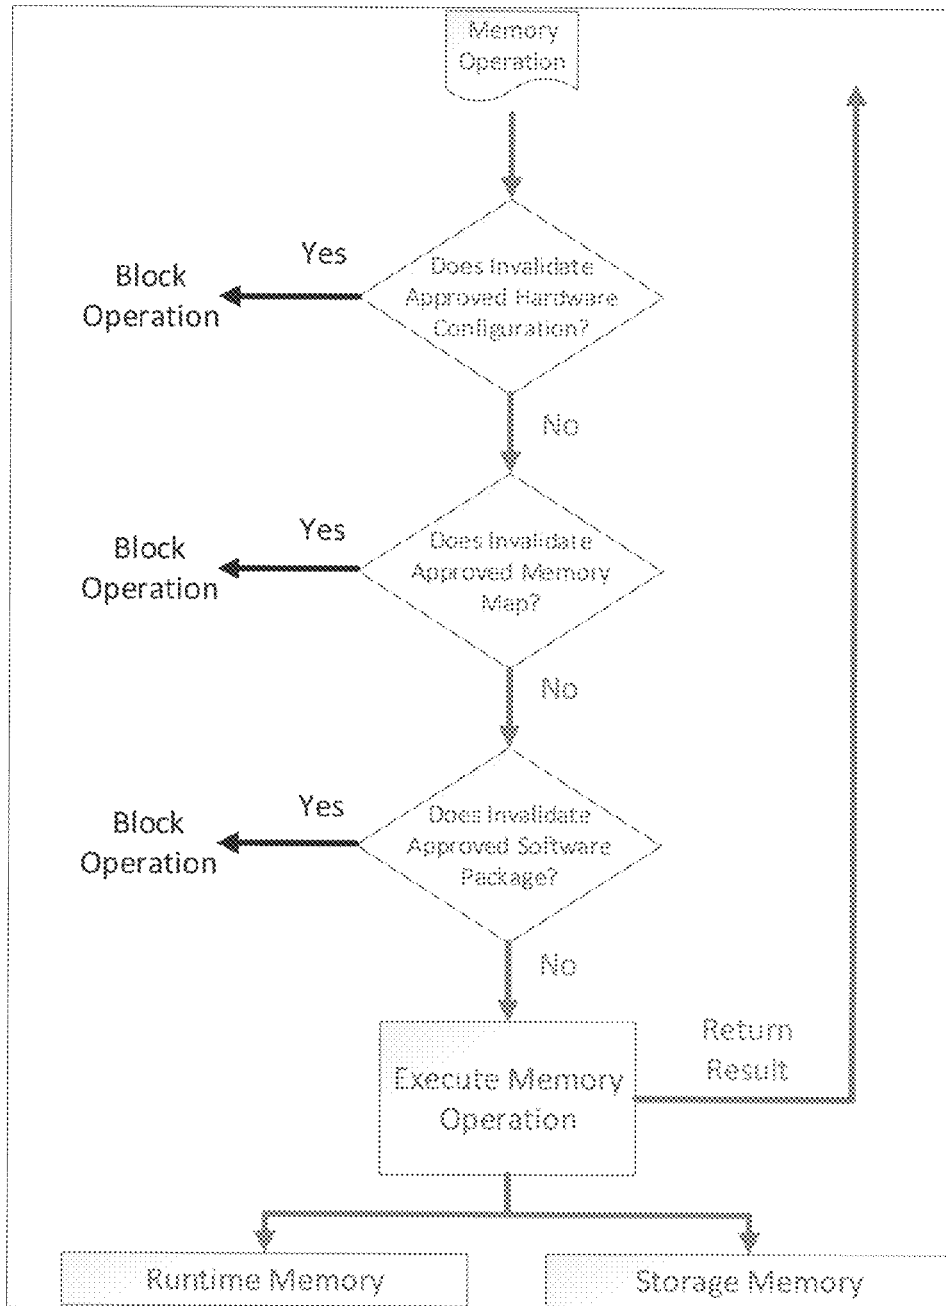 Memory
Operation
Yes
Block
Operation
Does Invalidate
Approved Hardware
Configuration?
No
Yes
Block
Operation
Does Invalidate
Approved Memory
Map?
No
Yes
Block
Operation
Does Invalidate
Approved Software
Package?
No
Execute Memory
Operation
Return
Result
Runtime Memory
Storage Memory